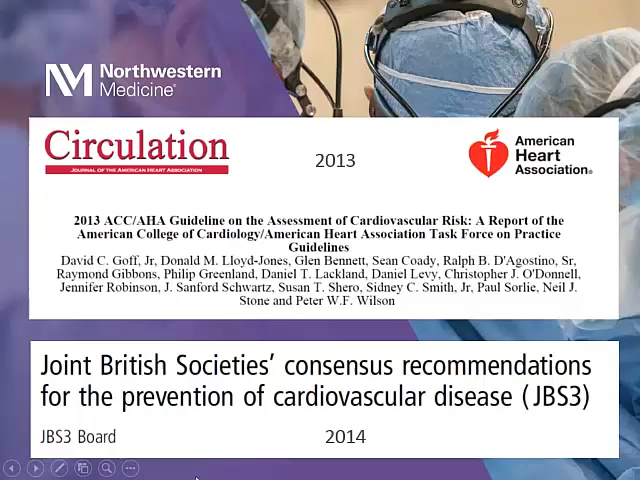 Northwestern
Medicine®
Circulation
JOURNAL OF THE AMERICAN HEART ASSOCIATION
2013
American
Heart
Association®
2013 ACC/AHA Guideline on the Assessment of Cardiovascular Risk: A Report of the
American College of Cardiology/American Heart Association Task Force on Practice
Guidelines
David C. Goff, Jr, Donald M. Lloyd-Jones, Glen Bennett, Sean Coady, Ralph B. D'Agostino, Sr,
Raymond Gibbons, Philip Greenland, Daniel T. Lackland, Daniel Levy, Christopher J. O'Donnell,
Jennifer Robinson, J. Sanford Schwartz, Susan T. Shero, Sidney C. Smith, Jr, Paul Sorlie, Neil J.
Stone and Peter W.F. Wilson
Joint British Societies' consensus recommendations
for the prevention of cardiovascular disease (JBS3)
JBS3 Board
2014